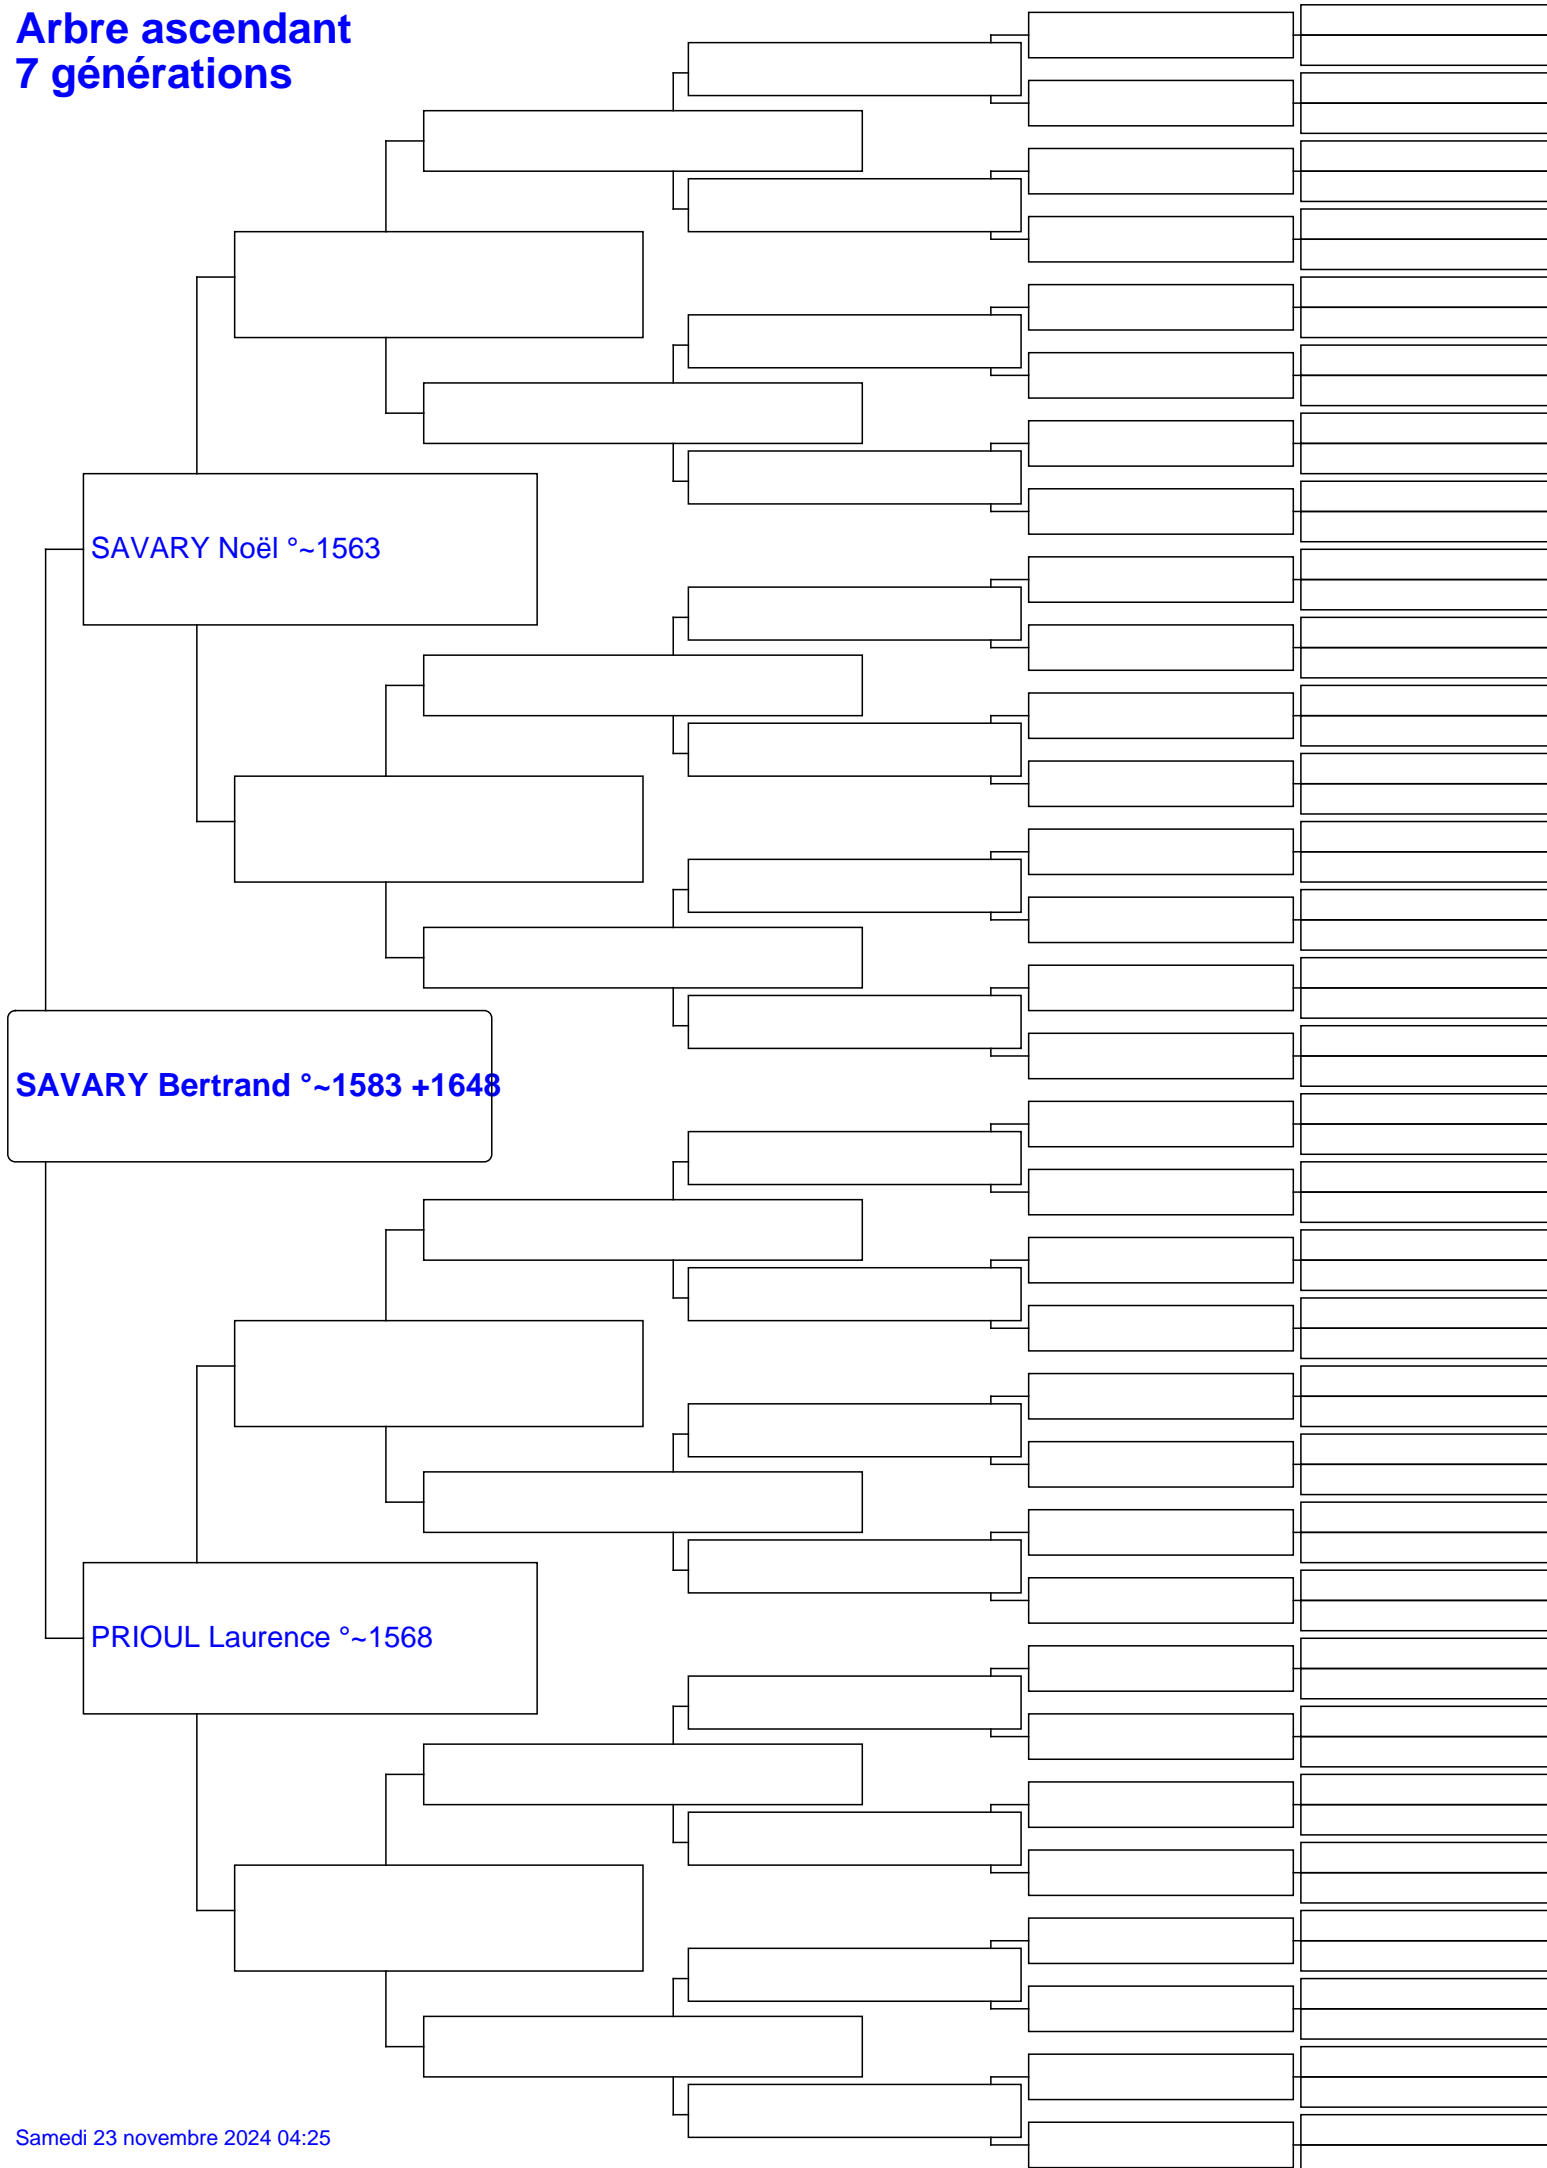 Arbre ascendant
7 générations
SAVARY Noël °~1563
SAVARY Bertrand °~1583 +1648
PRIOUL Laurence °~1568
Samedi 23 novembre 2024 04:25